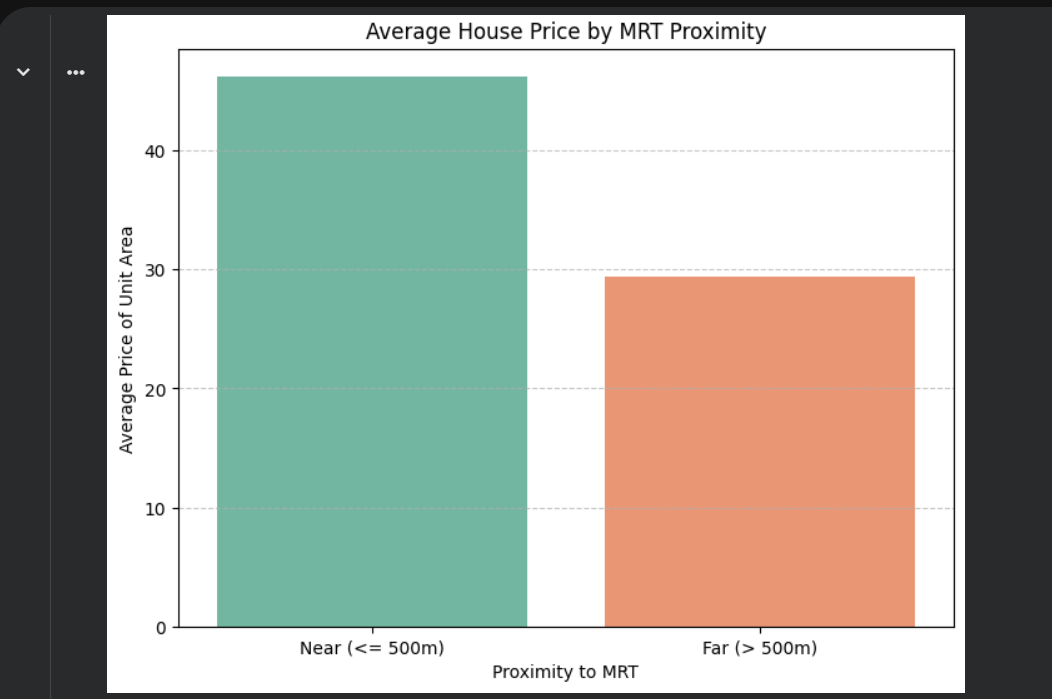 Average House Price by MRT Proximity
Average Price of Unit Area
40
30
20
10
0
Near (<= 500m)
Far (> 500m)
Proximity to MRT